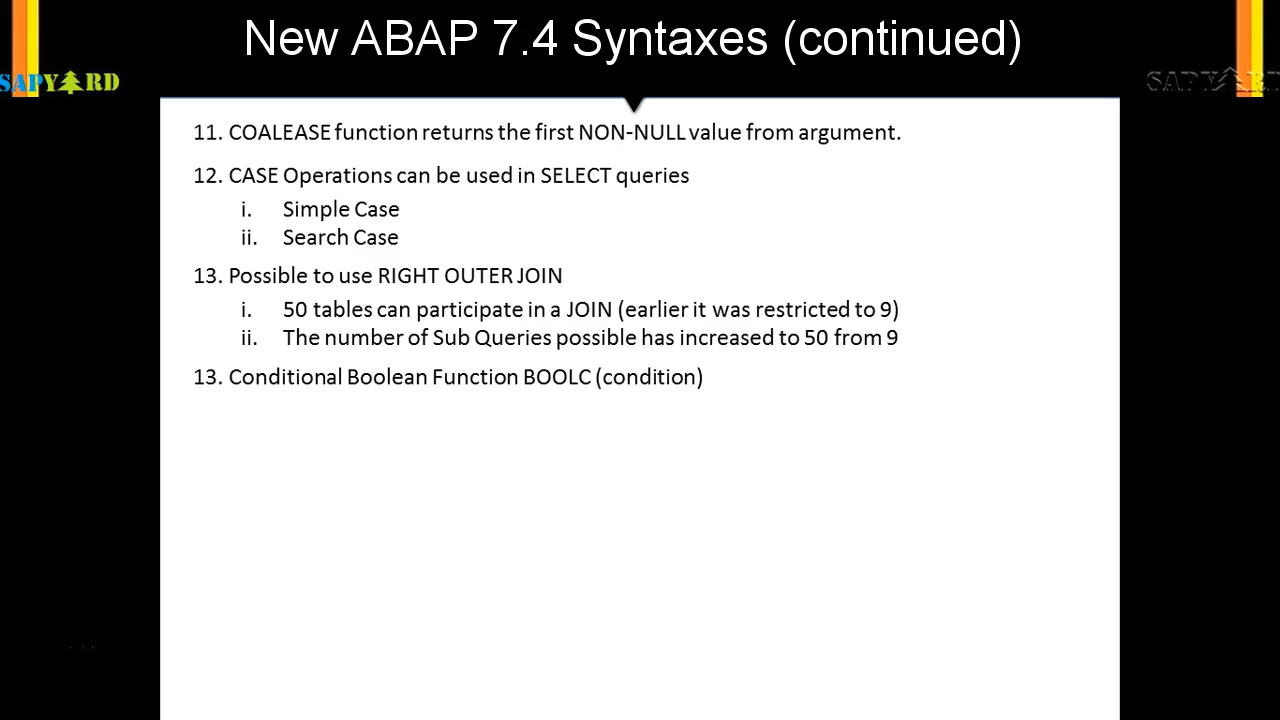 New ABAP 7.4 Syntaxes (continued)
SAPYARD
SAPYARD
11. COALEASE function returns the first NON-NULL value from argument.
12. CASE Operations can be used in SELECT queries
i. Simple Case
ii. Search Case
13. Possible to use RIGHT OUTER JOIN
i. 50 tables can participate in a JOIN (earlier it was restricted to 9)
ii. The number of Sub Queries possible has increased to 50 from 9
13. Conditional Boolean Function BOOLC (condition)